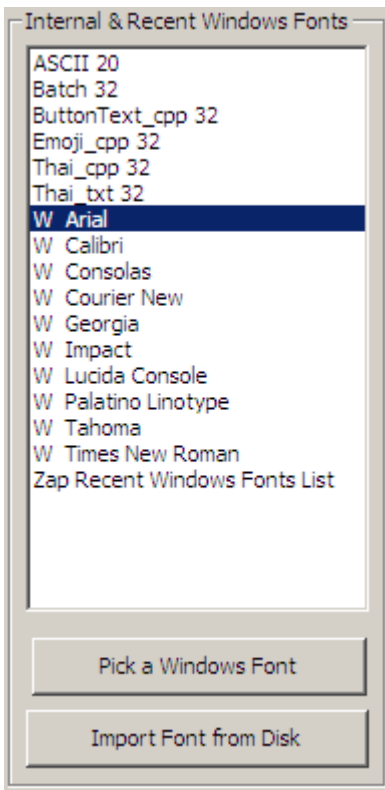 Internal & Recent Windows Fonts
ASCII 20
Batch 32
ButtonText_cpp 32
Emoji_cpp 32
Thai_cpp 32
Thai_txt 32
W Arial
W Calibri
W Consolas
W Courier New
W Georgia
W Impact
W Lucida Console
W Palatino Linotype
W Tahoma
W Times New Roman
Zap Recent Windows Fonts List
Pick a Windows Font
Import Font from Disk